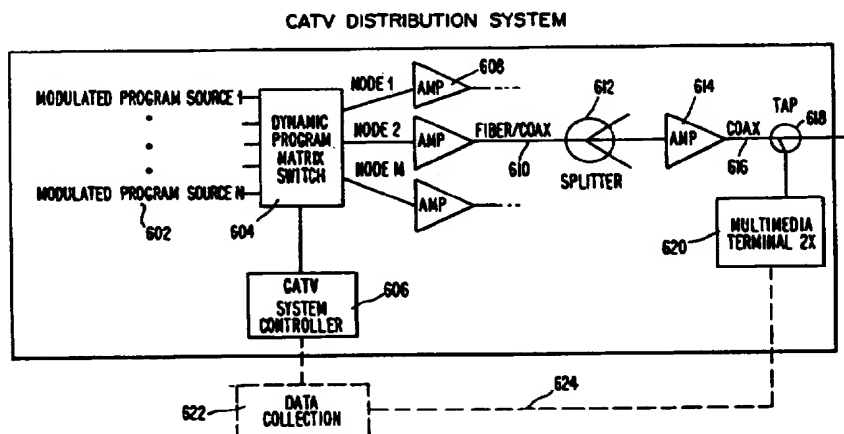 CATV DISTRIBUTION SYSTEM
MODULATED PROGRAM SOURCE 1
MODULATED PROGRAM SOURCE N
602
DYNAMIC
PROGRAM
MATRIX
SWITCH
604
NODE 1
NODE 2
NODE M
AMP
608
AMP
AMP
FIBER/COAX
610
612
SPLITTER
614
AMP
COAX
616
TAP
618
620
MULTIMEDIA
TERMINAL 2X
CATV
SYSTEM
CONTROLLER
606
622
DATA
COLLECTION
624